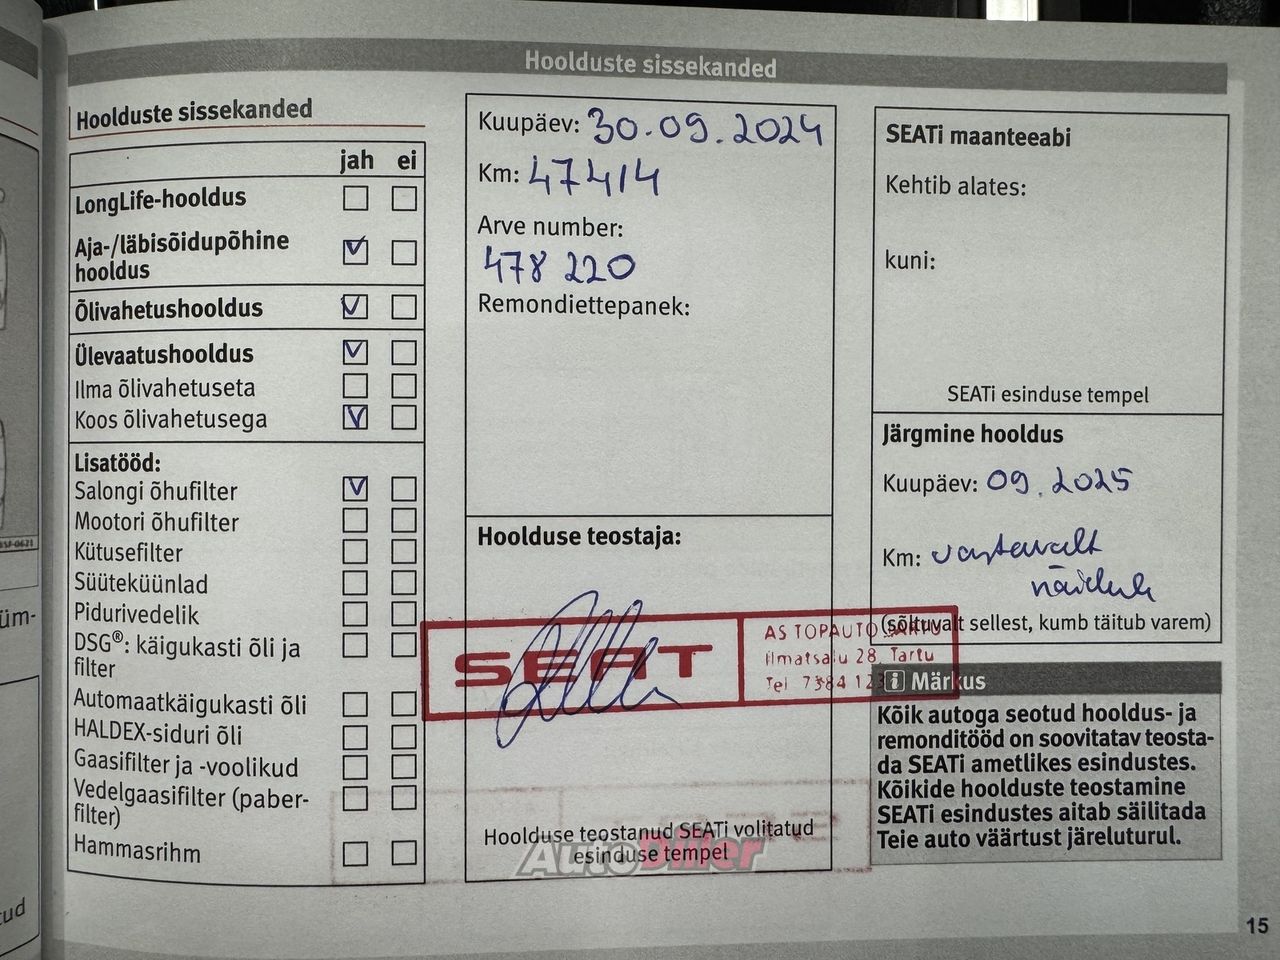 Hoolduste sissekanded
Hoolduste sissekanded
jah ei
LongLife-hooldus
Aja-/läbisõidupõhine
hooldus
Õlivahetushooldus
Ülevaatushooldus
Ilma õlivahetuseta
Koos õlivahetusega
Lisatööd:
Salongi õhufilter
Mootori õhufilter
Kütusefilter
Süüteküünlad
Pidurivedelik
DSG®: käigukasti õli ja
filter
Automaatkäigukasti õli
HALDEX-siduri õli
Gaasifilter ja -voolikud
Vedelgaasifilter (paber-
filter)
Hammasrihm
Kuupäev: 30.09.2024
Km: 47414
Arve number:
478 220
Remondiettepanek:
Hoolduse teostaja:
SEAT
AS TOPAUTO
Ilmatsalu 28, Tartu
Tel 7384
Hoolduse teostanud SEATi volitatud
esinduse tempel
AutoDiller
SEATi maanteeabi
Kehtib alates:
kuni:
SEATi esinduse tempel
Järgmine hooldus
Kuupäev: 09.2025
Km: vastavalt
näidule
(sõltuvalt sellest, kumb täitub varem)
i Märkus
Kõik autoga seotud hooldus- ja
remonditööd on soovitatav teosta-
da SEATi ametlikes esindustes.
Kõikide hoolduste teostamine
SEATi esindustes aitab säilitada
Teie auto väärtust järeluturul.
15
üm-
tud